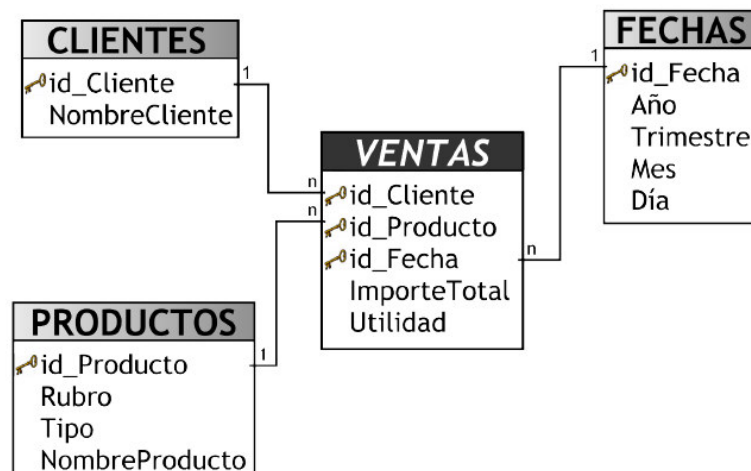 CLIENTES
id_Cliente
NombreCliente
1
FECHAS
1
id_Fecha
Año
Trimestre
Mes
Día
VENTAS
n
id_Cliente
n
id_Producto
id_Fecha
n
ImporteTotal
Utilidad
PRODUCTOS
id_Producto
1
Rubro
Tipo
NombreProducto